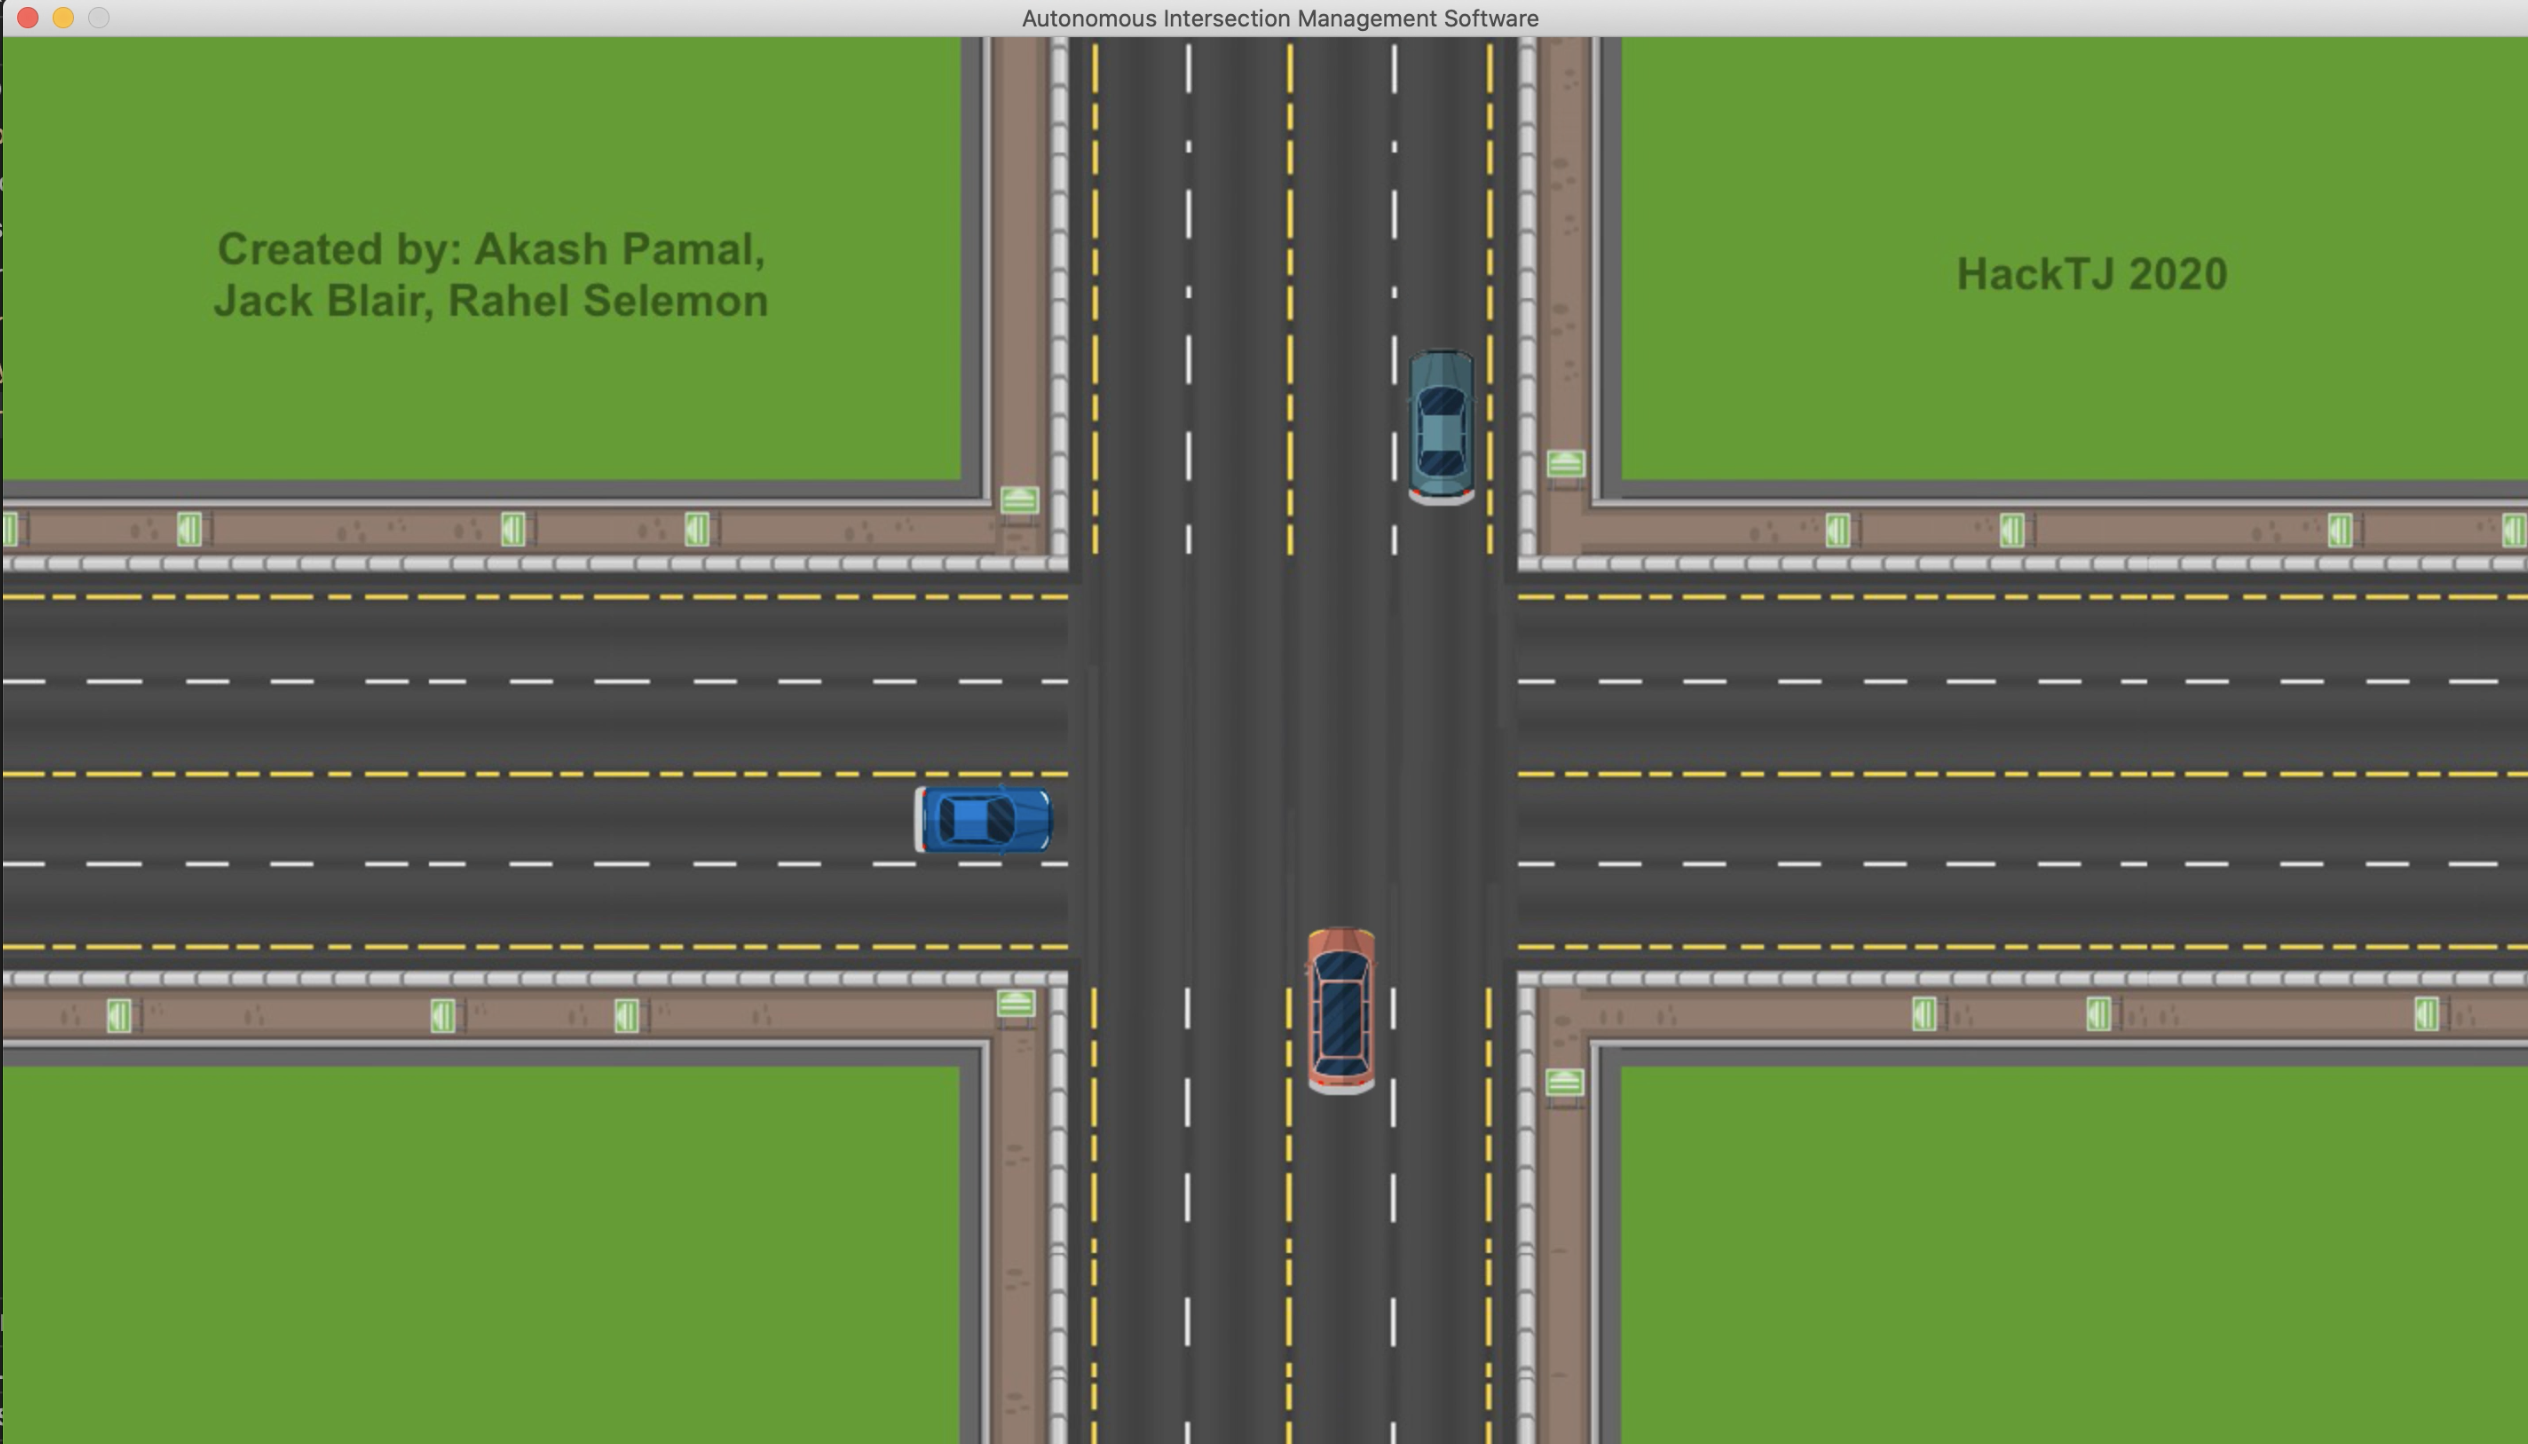 Autonomous Intersection Management Software
Created by: Akash Pamal,
Jack Blair, Rahel Selemon
HackTJ 2020